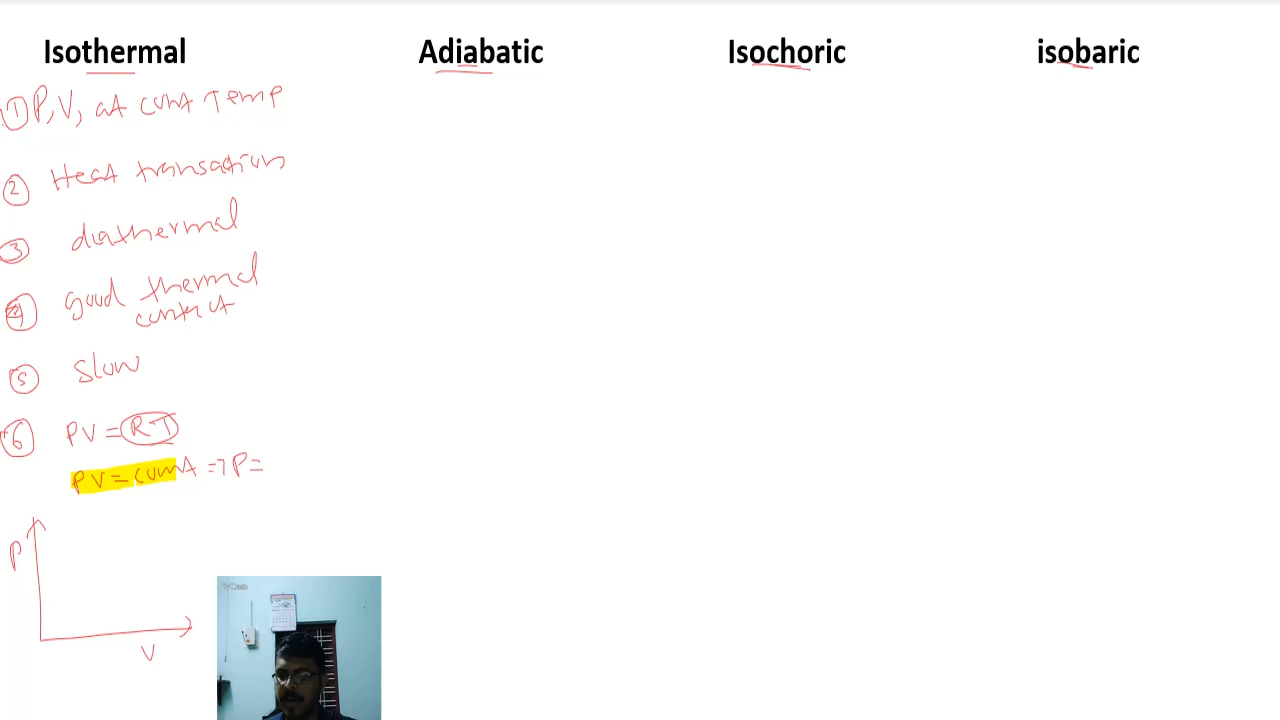 Isothermal Adiabatic Isochoric isobaric
① P, V, at const Temp
② Heat transactions
③ diathermal
④ good thermal
contact
⑤ Slow
⑥ PV = RT
PV = const => P =
P
V